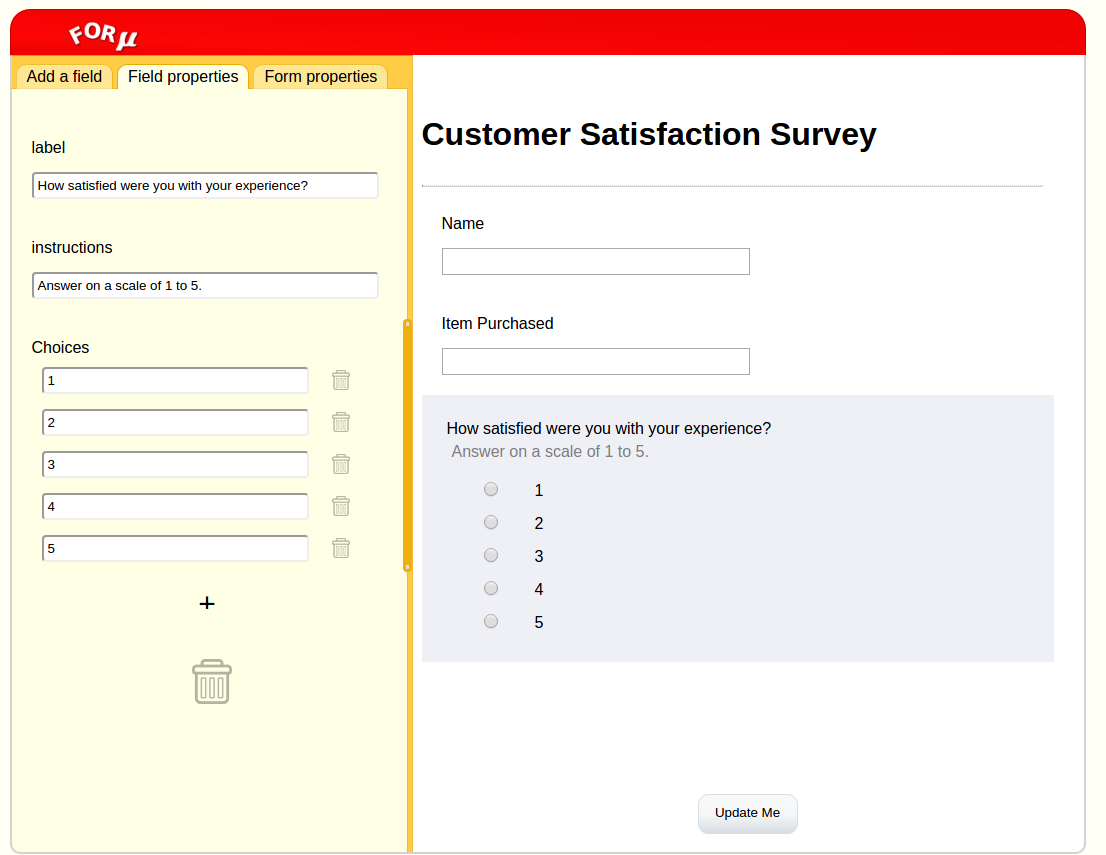 FORμ
Add a field Field properties Form properties
label
How satisfied were you with your experience?
instructions
Answer on a scale of 1 to 5.
Choices
1
2
3
4
5
+
Customer Satisfaction Survey
Name
Item Purchased
How satisfied were you with your experience?
Answer on a scale of 1 to 5.
1
2
3
4
5
Update Me